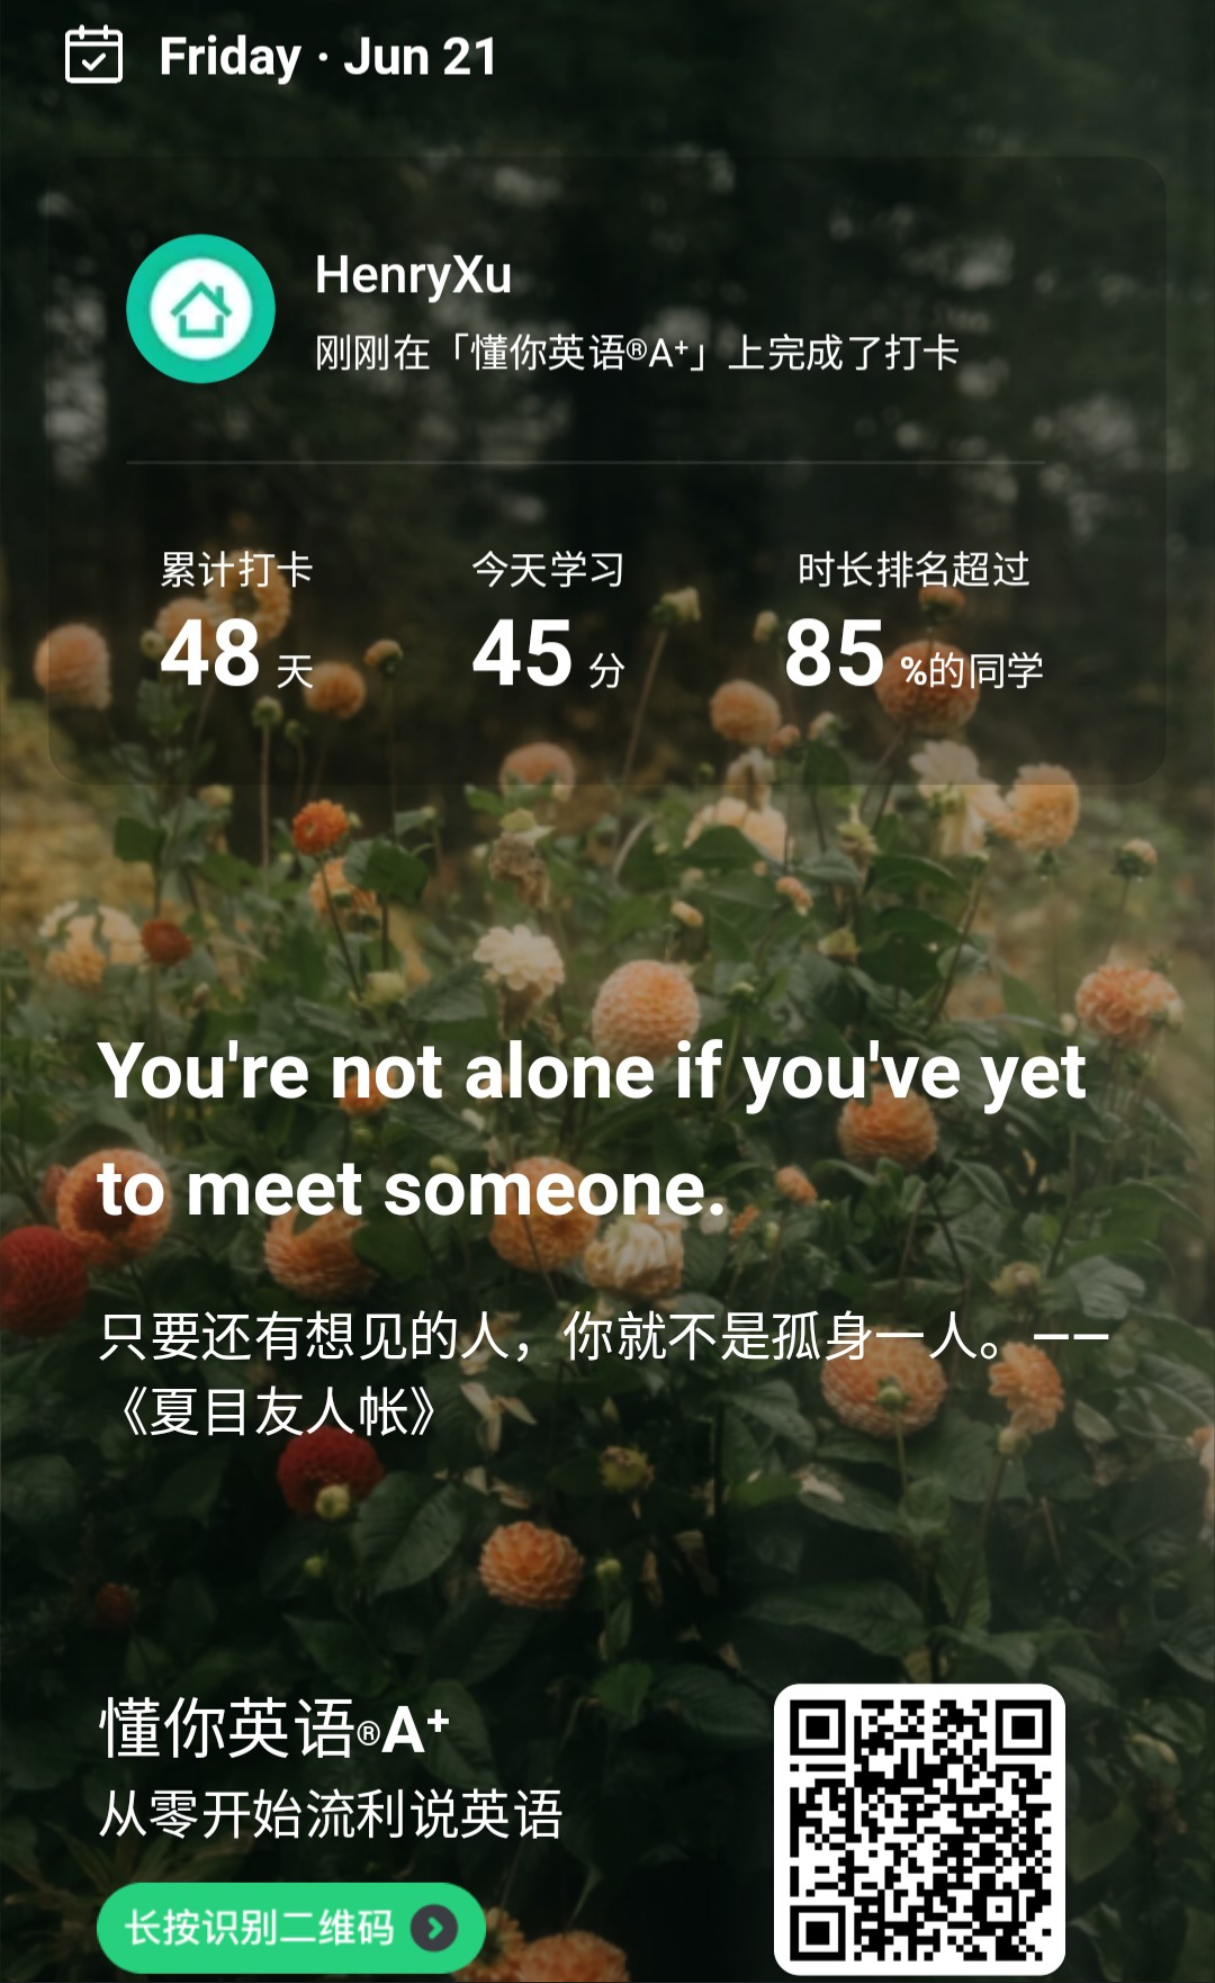 Friday · Jun 21
HenryXu
刚刚在「懂你英语®A⁺」上完成了打卡
累计打卡 今天学习 时长排名超过
48 天 45 分 85 %的同学
You're not alone if you've yet
to meet someone.
只要还有想见的人，你就不是孤身一人。——
《夏目友人帐》
懂你英语®A⁺
从零开始流利说英语
长按识别二维码